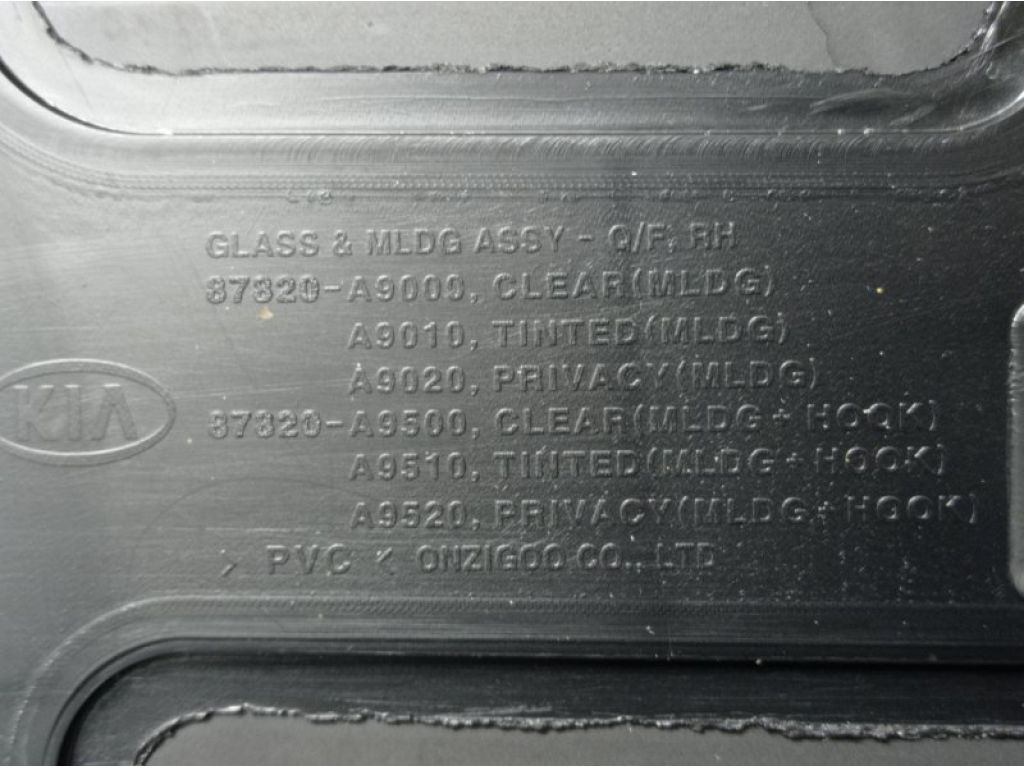 GLASS & MLDG ASSY - Q/F, RH
87820-A9000, CLEAR(MLDG)
A9010, TINTED(MLDG)
A9020, PRIVACY(MLDG)
KIA
87820-A9500, CLEAR(MLDG+HOOK)
A9510, TINTED(MLDG+HOOK)
A9520, PRIVACY(MLDG+HOOK)
> PVC < ONZIGOO CO., LTD